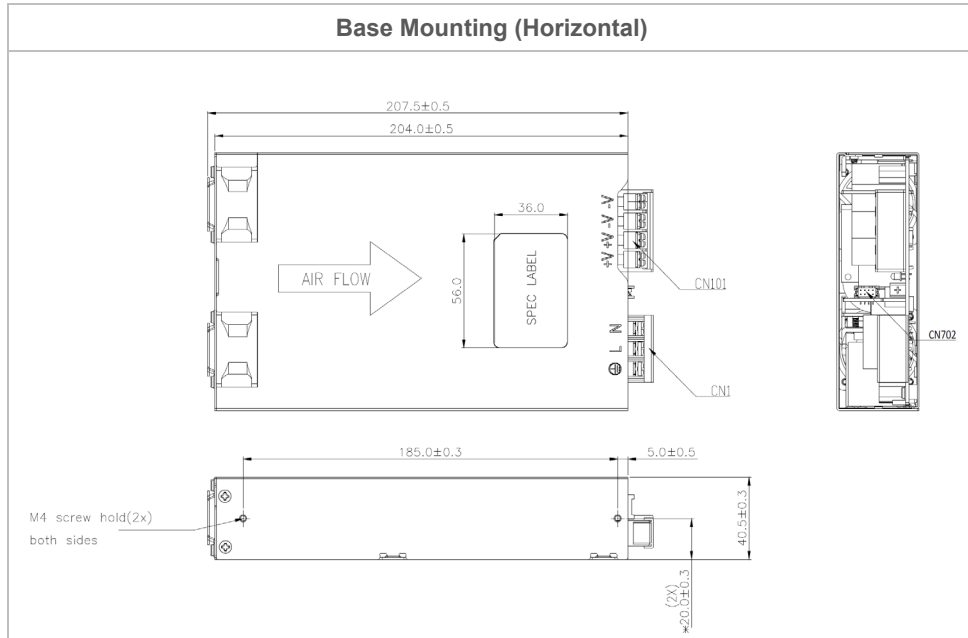 Base Mounting (Horizontal)
207.5±0.5
204.0±0.5
36.0
56.0
SPEC LABEL
AIR FLOW
+V +V -V -V
CN101
L N
CN1
CN702
185.0±0.3
5.0±0.5
40.5±0.3
(2X)
*20.0±0.3
M4 screw hold(2x)
both sides